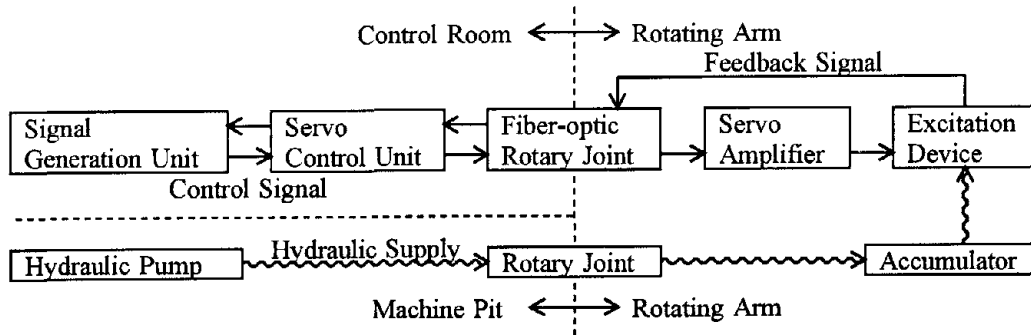 Control Room
Rotating Arm
Feedback Signal
Signal
Generation Unit
Servo
Control Unit
Fiber-optic
Rotary Joint
Servo
Amplifier
Excitation
Device
Control Signal
Hydraulic Pump
Hydraulic Supply
Rotary Joint
Accumulator
Machine Pit
Rotating Arm